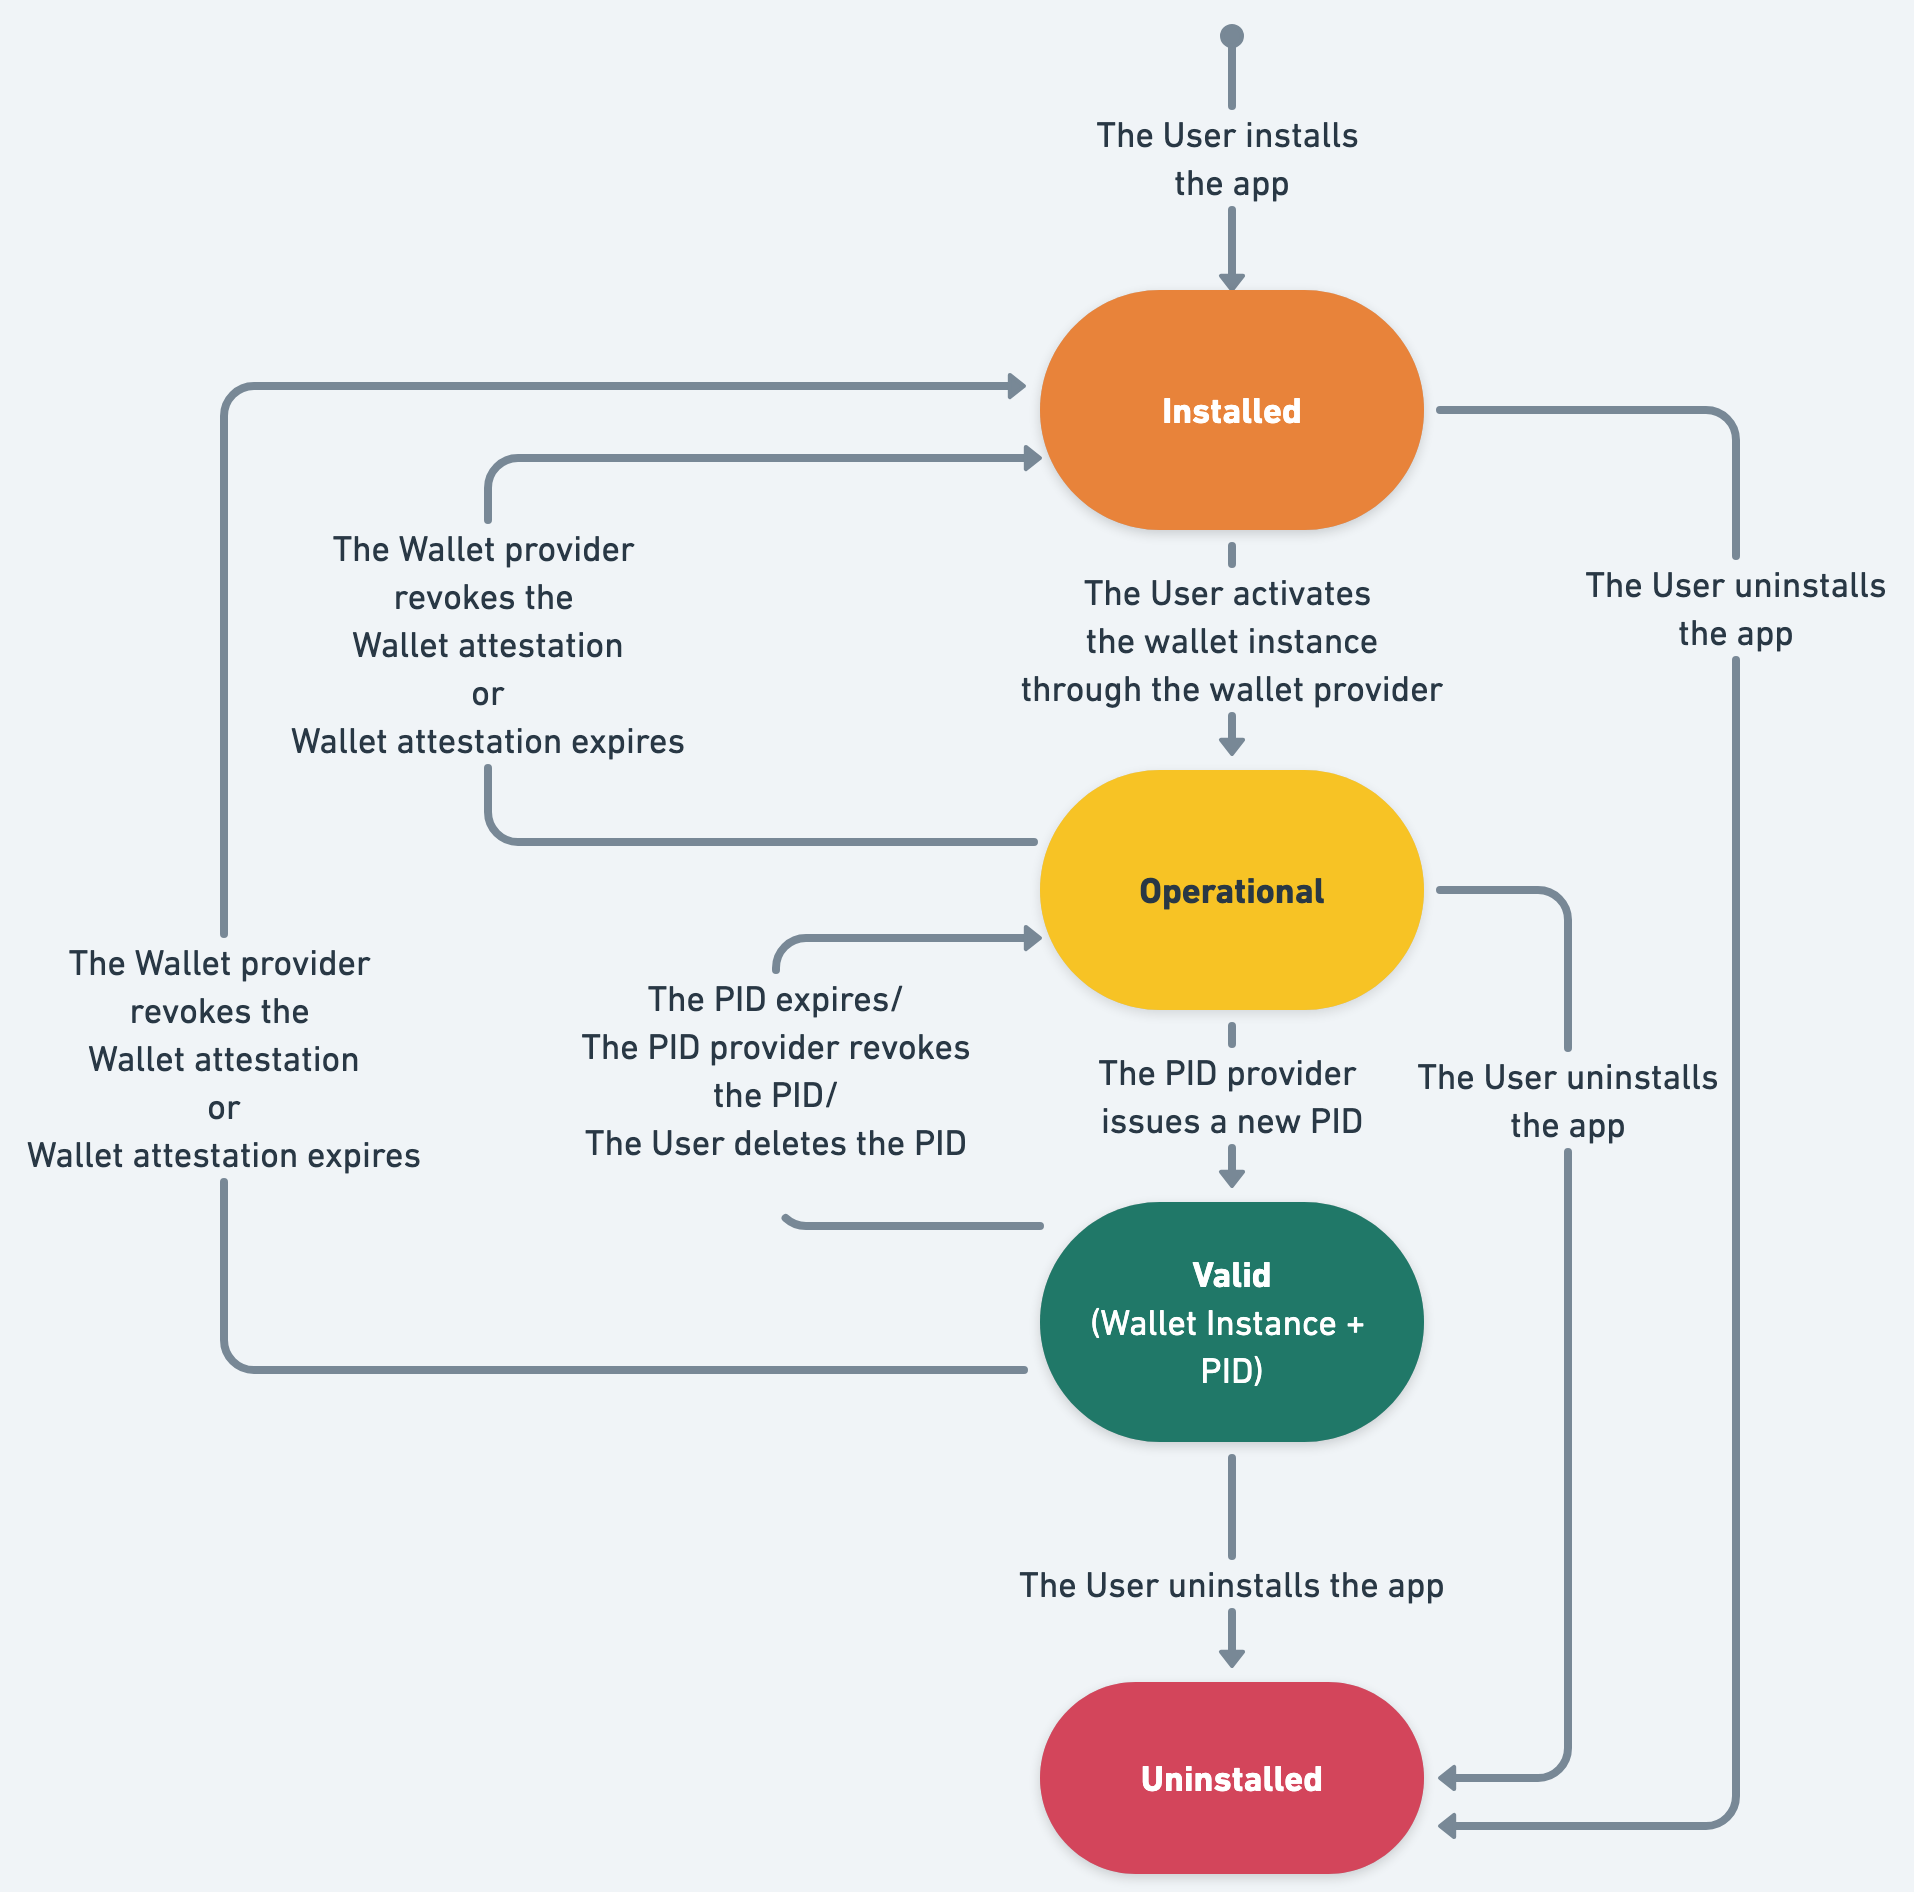 The User installs
the app
Installed
The Wallet provider
revokes the
Wallet attestation
or
Wallet attestation expires
The User activates
the wallet instance
through the wallet provider
The User uninstalls
the app
Operational
The Wallet provider
revokes the
Wallet attestation
or
Wallet attestation expires
The PID expires/
The PID provider revokes
the PID/
The User deletes the PID
The PID provider
issues a new PID
The User uninstalls
the app
Valid
(Wallet Instance +
PID)
The User uninstalls the app
Uninstalled